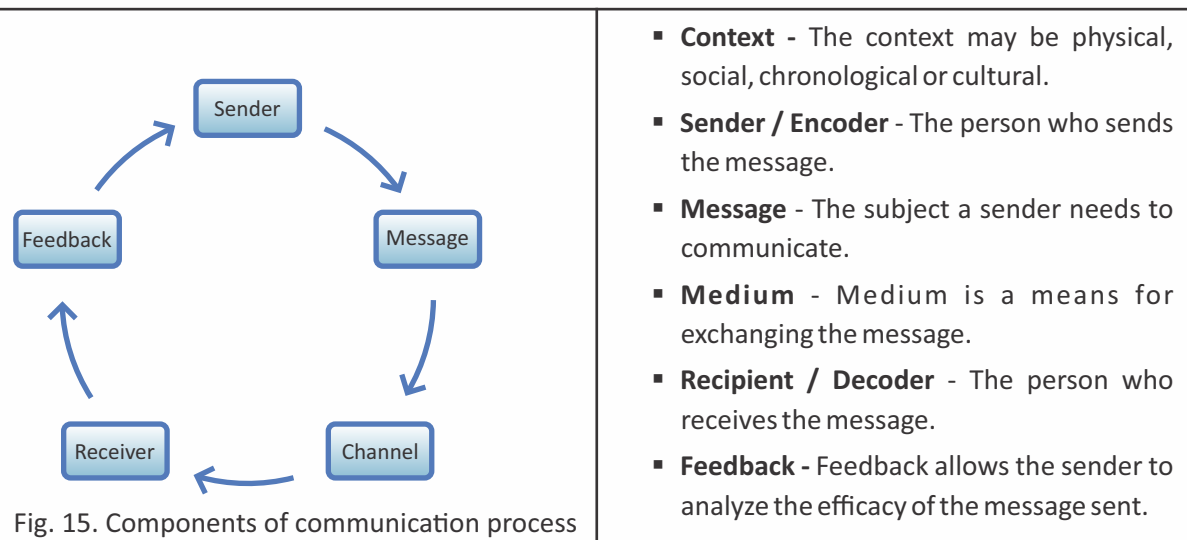 Sender
Message
Channel
Receiver
Feedback
Fig. 15. Components of communication process
▪ Context - The context may be physical,
social, chronological or cultural.
▪ Sender / Encoder - The person who sends
the message.
▪ Message - The subject a sender needs to
communicate.
▪ Medium - Medium is a means for
exchanging the message.
▪ Recipient / Decoder - The person who
receives the message.
▪ Feedback - Feedback allows the sender to
analyze the efficacy of the message sent.